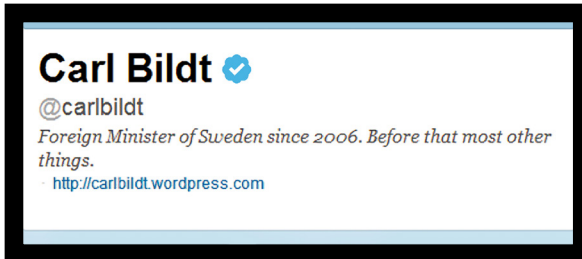 Carl Bildt
@carlbildt
Foreign Minister of Sweden since 2006. Before that most other
things.
http://carlbildt.wordpress.com